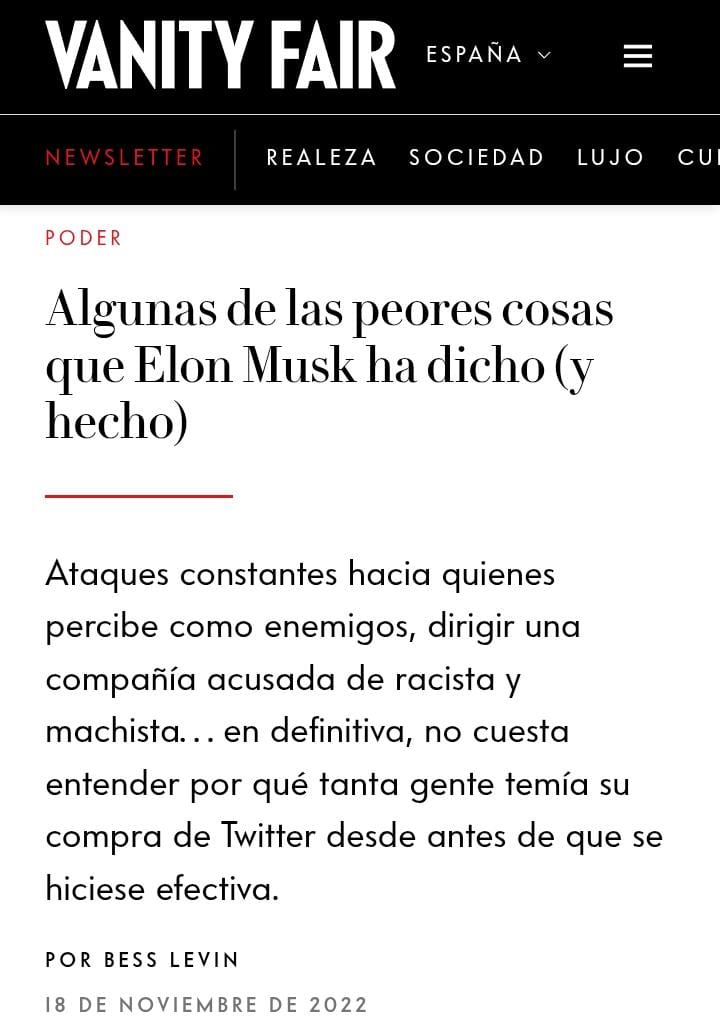 VANITY FAIR ESPAÑA
NEWSLETTER REALEZA SOCIEDAD LUJO
PODER
Algunas de las peores cosas
que Elon Musk ha dicho (y
hecho)
Ataques constantes hacia quienes
percibe como enemigos, dirigir una
compañía acusada de racista y
machista... en definitiva, no cuesta
entender por qué tanta gente temía su
compra de Twitter desde antes de que se
hiciese efectiva.
POR BESS LEVIN
18 DE NOVIEMBRE DE 2022